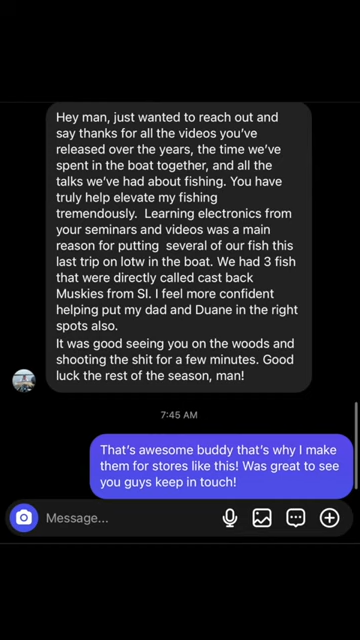 Hey man, just wanted to reach out and
say thanks for all the videos you've
released over the years, the time we've
spent in the boat together, and all the
talks we've had about fishing. You have
truly help elevate my fishing
tremendously. Learning electronics from
your seminars and videos was a main
reason for putting several of our fish this
last trip on lotw in the boat. We had 3 fish
that were directly called cast back
Muskies from SI. I feel more confident
helping put my dad and Duane in the right
spots also.
It was good seeing you on the woods and
shooting the shit for a few minutes. Good
luck the rest of the season, man!
7:45 AM
That's awesome buddy that's why I make
them for stores like this! Was great to see
you guys keep in touch!
Message...